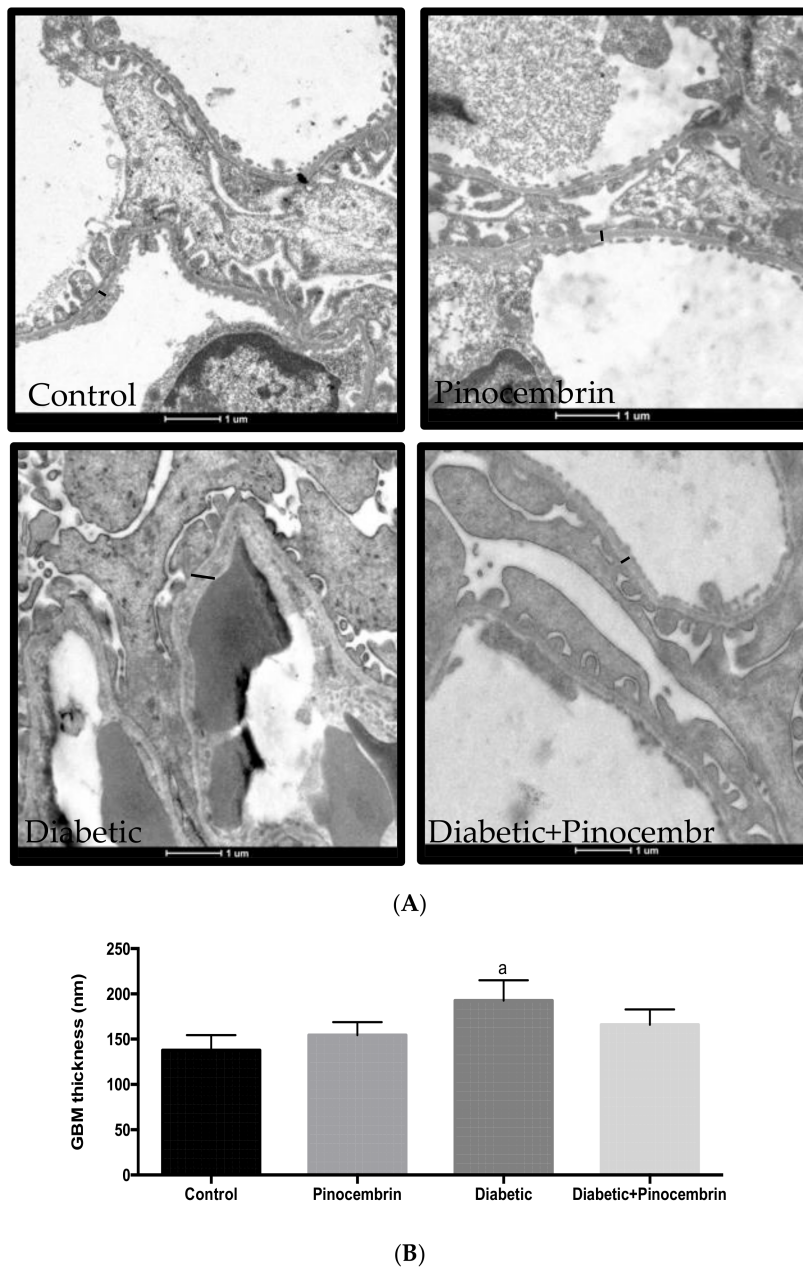 Control
1 um
Pinocembrin
1 um
Diabetic
1 um
Diabetic+Pinocembr
1 um
(A)
250
200
150
100
50
0
GBM thickness (nm)
a
Control
Pinocembrin
Diabetic
Diabetic+Pinocembrin
(B)